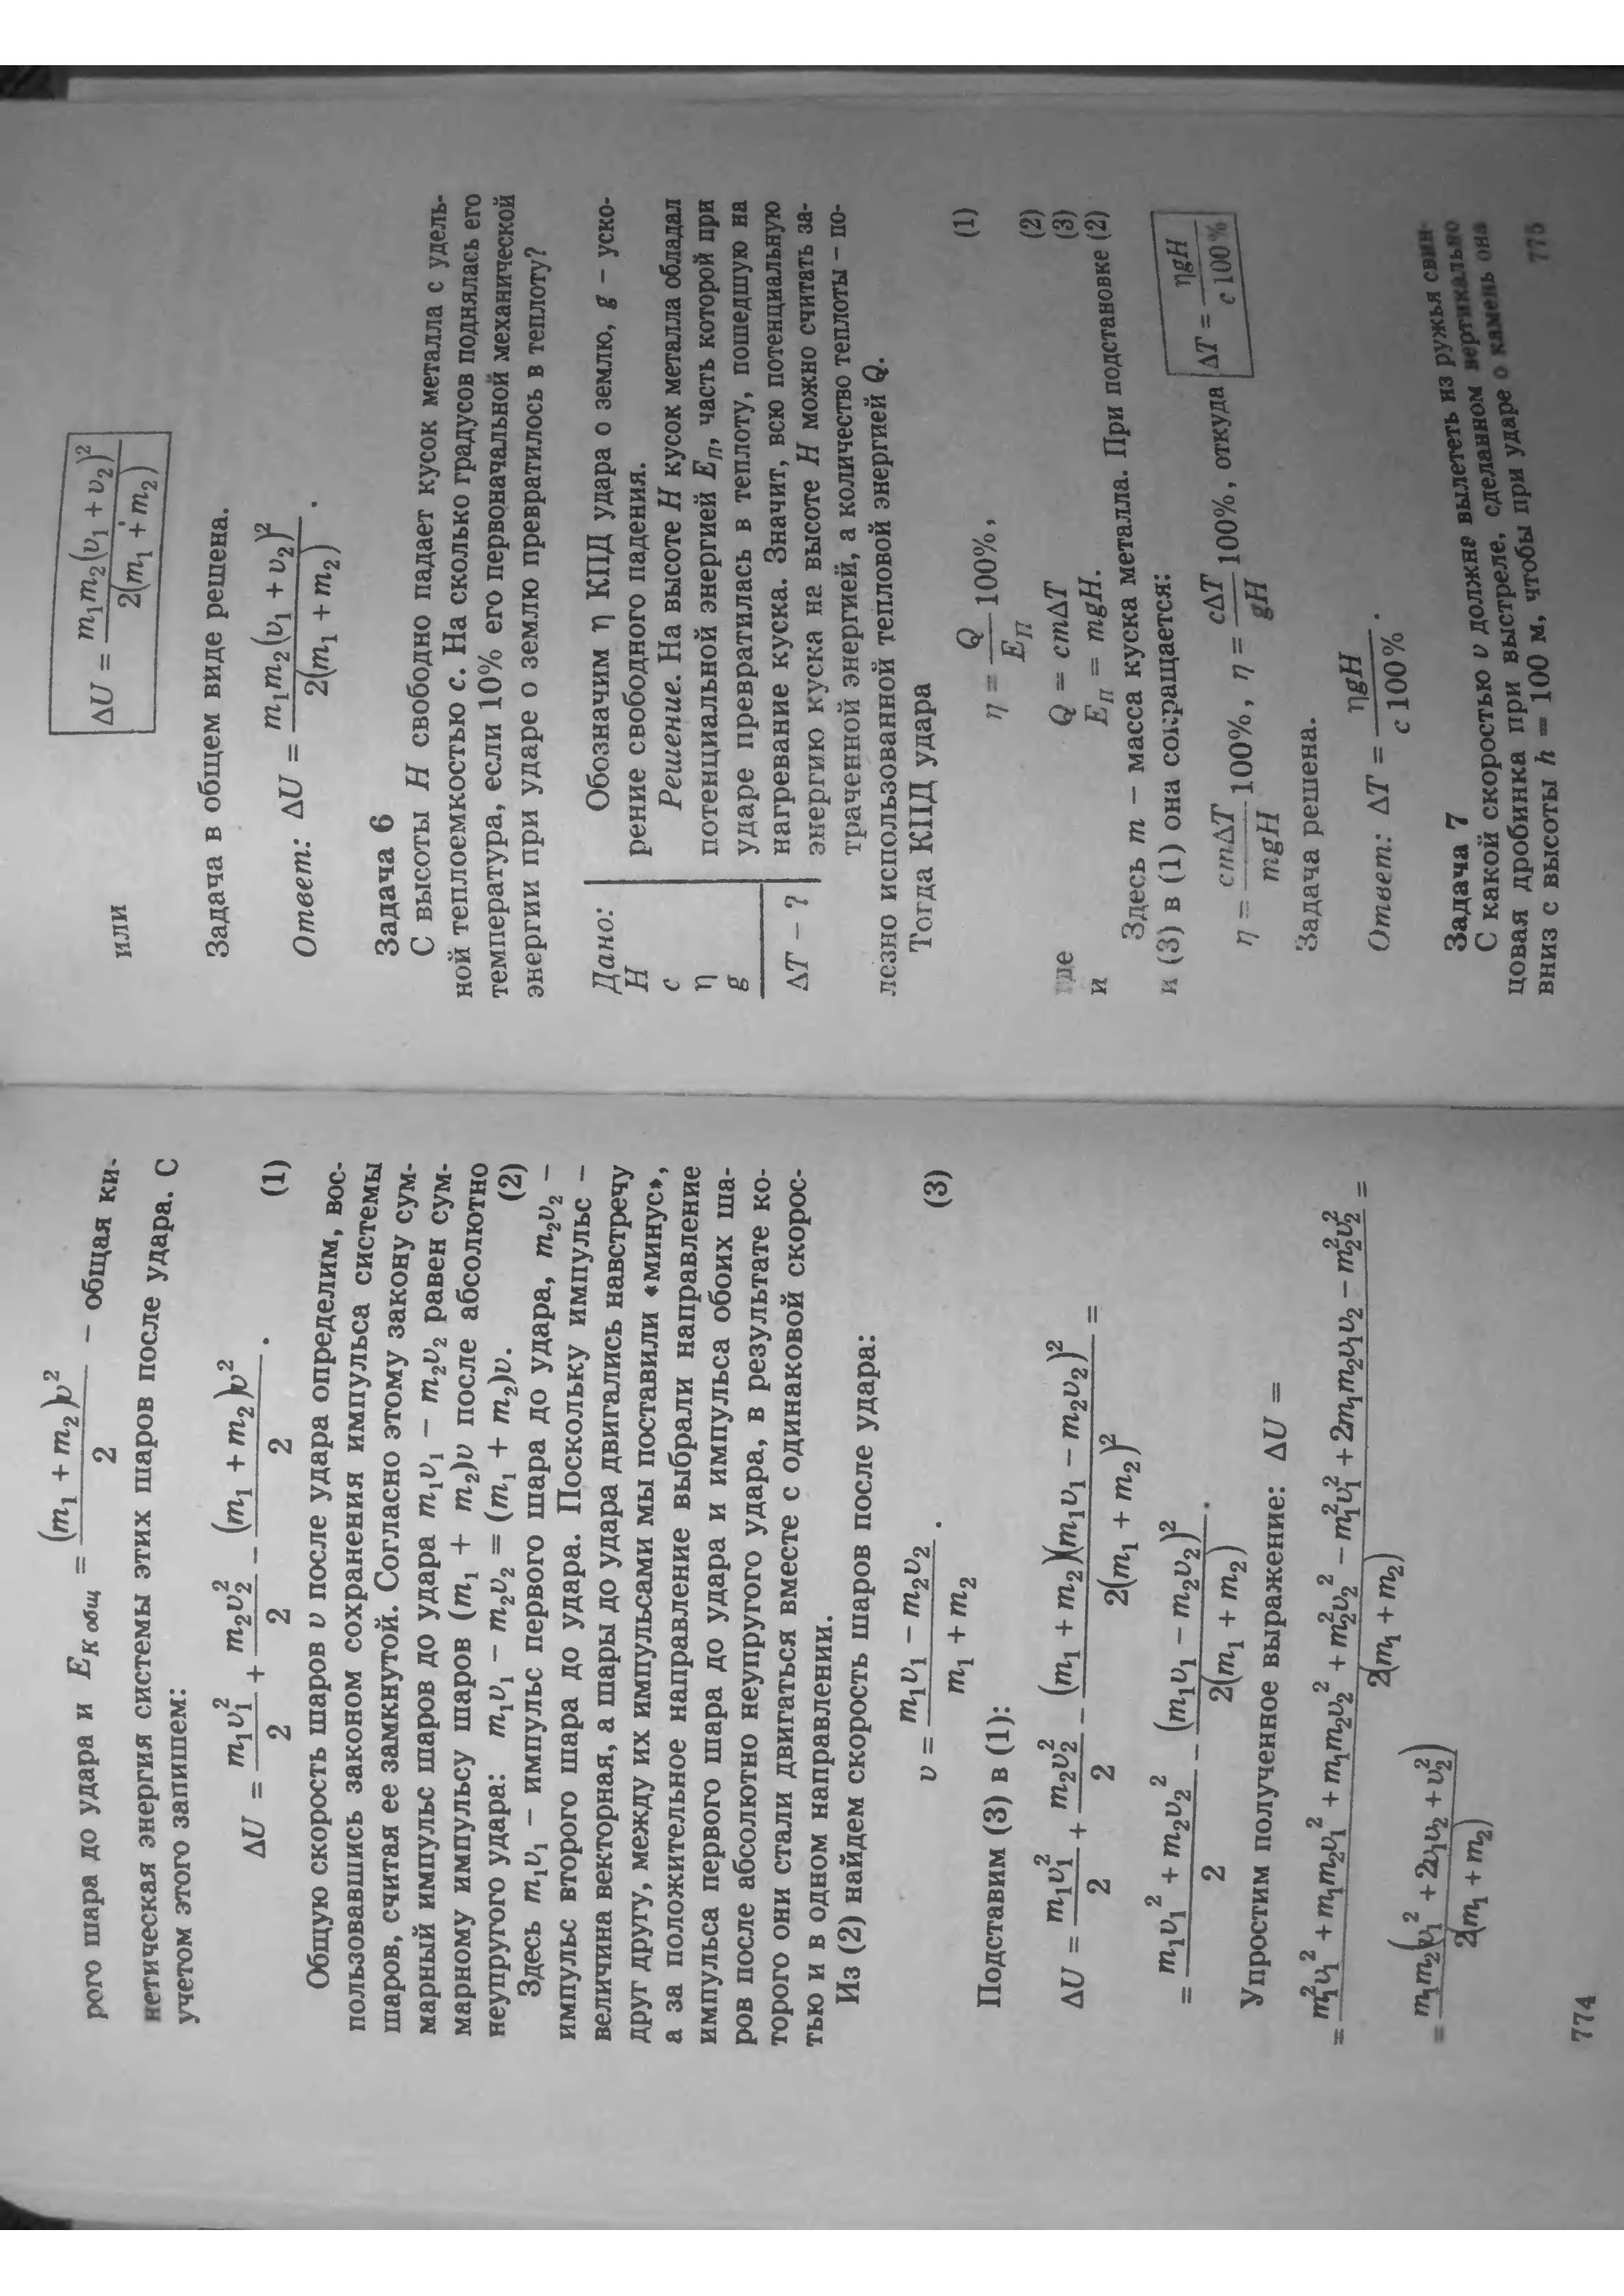 рого шара до удара и E_{К общ} = \frac{(m_1 + m_2)v^2}{2} – общая ки-
нетическая энергия системы этих шаров после удара. С
учетом этого запишем:
ΔU = \frac{m_1v_1^2}{2} + \frac{m_2v_2^2}{2} - \frac{(m_1 + m_2)v^2}{2}. (1)
Общую скорость шаров v после удара определим, вос-
пользовавшись законом сохранения импульса системы
шаров, считая ее замкнутой. Согласно этому закону сум-
марный импульс шаров до удара m_1v_1 – m_2v_2 равен сум-
марному импульсу шаров (m_1 + m_2)v после абсолютно
неупругого удара: m_1v_1 – m_2v_2 = (m_1 + m_2)v. (2)
Здесь m_1v_1 – импульс первого шара до удара, m_2v_2 –
импульс второго шара до удара. Поскольку импульс –
величина векторная, а шары до удара двигались навстречу
друг другу, между их импульсами мы поставили «минус»,
а за положительное направление выбрали направление
импульса первого шара до удара и импульса обоих ша-
ров после абсолютно неупругого удара, в результате ко-
торого они стали двигаться вместе с одинаковой скорос-
тью и в одном направлении.
Из (2) найдем скорость шаров после удара:
v = \frac{m_1v_1 - m_2v_2}{m_1 + m_2}. (3)
Подставим (3) в (1):
ΔU = \frac{m_1v_1^2}{2} + \frac{m_2v_2^2}{2} - \frac{(m_1 + m_2)(m_1v_1 - m_2v_2)^2}{2(m_1 + m_2)^2} =
= \frac{m_1v_1^2 + m_2v_2^2}{2} - \frac{(m_1v_1 - m_2v_2)^2}{2(m_1 + m_2)}.
Упростим полученное выражение: ΔU =
= \frac{m_1^2v_1^2 + m_1m_2v_1^2 + m_1m_2v_2^2 + m_2^2v_2^2 - m_1^2v_1^2 + 2m_1m_2v_1v_2 - m_2^2v_2^2}{2(m_1 + m_2)} =
= \frac{m_1m_2(v_1^2 + 2v_1v_2 + v_2^2)}{2(m_1 + m_2)}
774
или ΔU = \frac{m_1m_2(v_1 + v_2)^2}{2(m_1 + m_2)}
Задача в общем виде решена.
Ответ: ΔU = \frac{m_1m_2(v_1 + v_2)^2}{2(m_1 + m_2)}.
Задача 6
С высоты H свободно падает кусок металла с удель-
ной теплоемкостью c. На сколько градусов поднялась его
температура, если 10% его первоначальной механической
энергии при ударе о землю превратилось в теплоту?
Дано:
H
c
η
g
ΔT – ?
Обозначим η КПД удара о землю, g – уско-
рение свободного падения.
Решение. На высоте H кусок металла обладал
потенциальной энергией E_П, часть которой при
ударе превратилась в теплоту, пошедшую на
нагревание куска. Значит, всю потенциальную
энергию куска на высоте H можно считать за-
траченной энергией, а количество теплоты – по-
лезно использованной тепловой энергией Q.
Тогда КПД удара
η = \frac{Q}{E_П} 100%, (1)
где Q = cmΔT (2)
и E_П = mgH. (3)
Здесь m – масса куска металла. При подстановке (2)
и (3) в (1) она сокращается:
η = \frac{cmΔT}{mgH} 100%, η = \frac{cΔT}{gH} 100%, откуда ΔT = \frac{ηgH}{c 100%}
Задача решена.
Ответ: ΔT = \frac{ηgH}{c 100%}.
Задача 7
С какой скоростью v должна вылететь из ружья свин-
цовая дробинка при выстреле, сделанном вертикально
вниз с высоты h = 100 м, чтобы при ударе о камень она
775